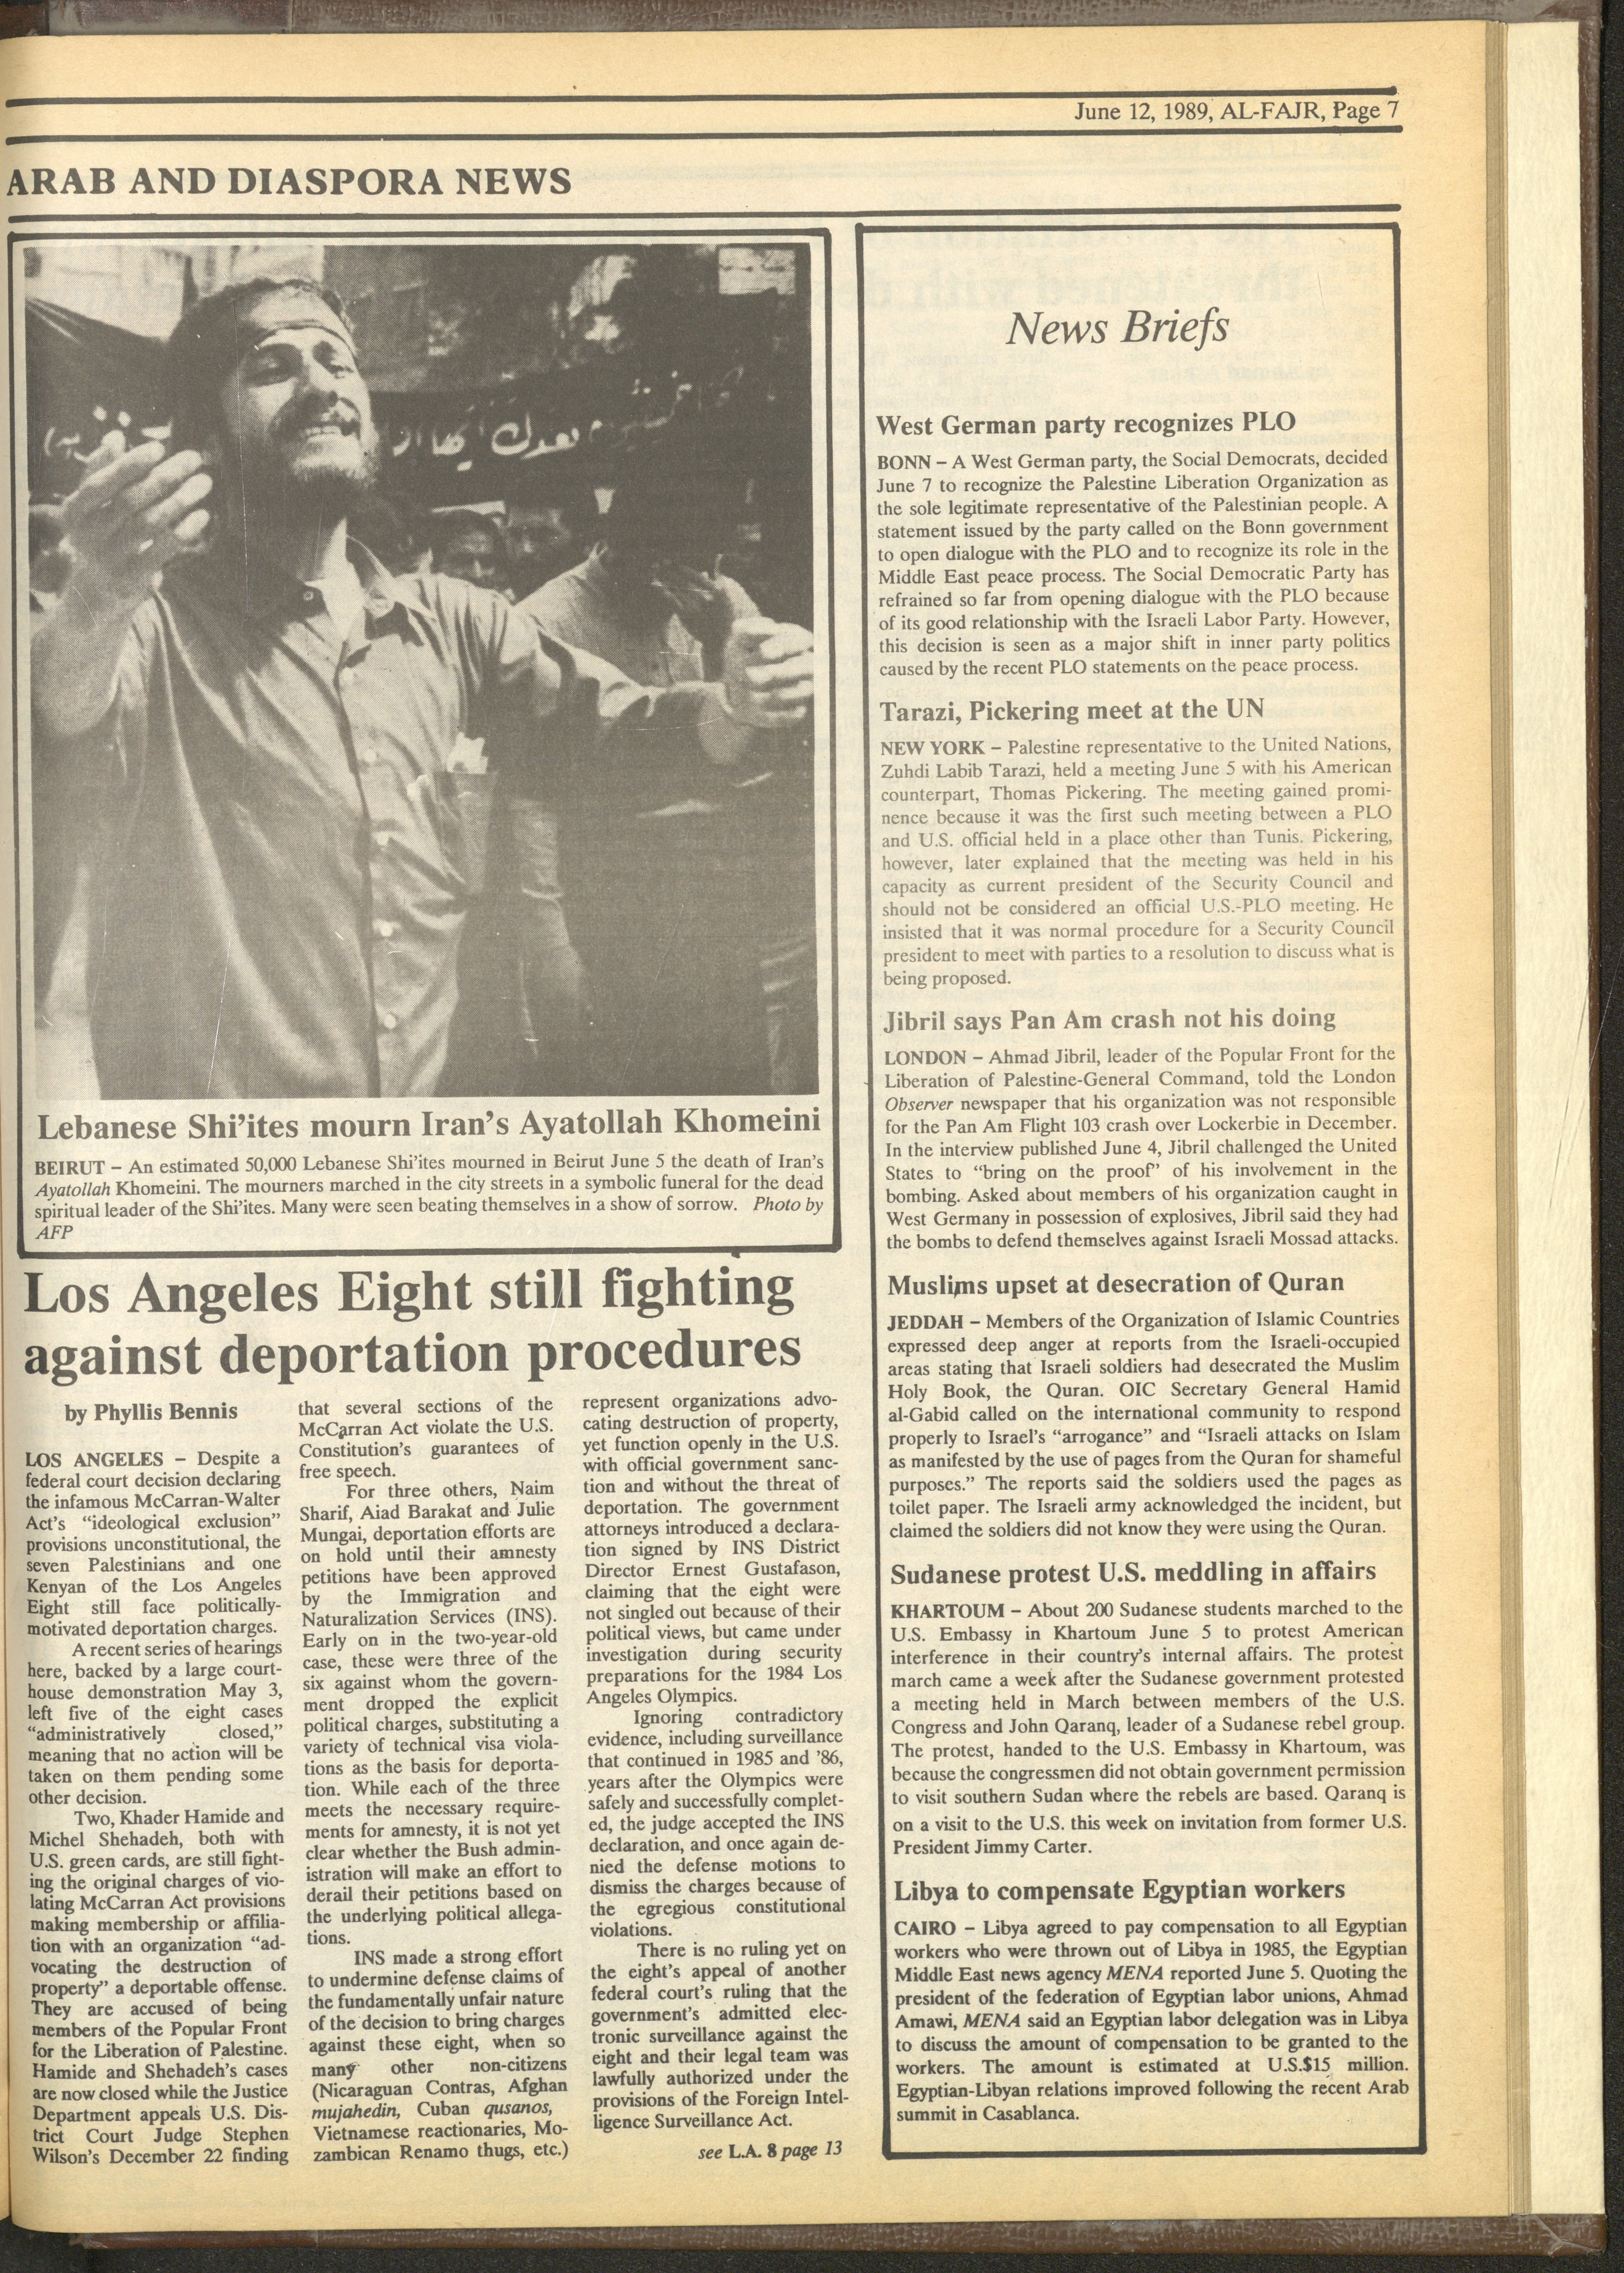 June 12, 1989, AL-FAJR, Page 7
ARAB AND DIASPORA NEWS
بعدك
Lebanese Shi'ites mourn Iran's Ayatollah Khomeini
BEIRUT – An estimated 50,000 Lebanese Shi'ites mourned in Beirut June 5 the death of Iran's
Ayatollah Khomeini. The mourners marched in the city streets in a symbolic funeral for the dead
spiritual leader of the Shi'ites. Many were seen beating themselves in a show of sorrow. Photo by
AFP
Los Angeles Eight still fighting
against deportation procedures
by Phyllis Bennis
LOS ANGELES – Despite a
federal court decision declaring
the infamous McCarran-Walter
Act's "ideological exclusion"
provisions unconstitutional, the
seven Palestinians and one
Kenyan of the Los Angeles
Eight still face politically-
motivated deportation charges.
A recent series of hearings
here, backed by a large court-
house demonstration May 3,
left five of the eight cases
"administratively closed,"
meaning that no action will be
taken on them pending some
other decision.
Two, Khader Hamide and
Michel Shehadeh, both with
U.S. green cards, are still fight-
ing the original charges of vio-
lating McCarran Act provisions
making membership or affilia-
tion with an organization "ad-
vocating the destruction of
property" a deportable offense.
They are accused of being
members of the Popular Front
for the Liberation of Palestine.
Hamide and Shehadeh's cases
are now closed while the Justice
Department appeals U.S. Dis-
trict Court Judge Stephen
Wilson's December 22 finding
that several sections of the
McCarran Act violate the U.S.
Constitution's guarantees of
free speech.
For three others, Naim
Sharif, Aiad Barakat and Julie
Mungai, deportation efforts are
on hold until their amnesty
petitions have been approved
by the Immigration and
Naturalization Services (INS).
Early on in the two-year-old
case, these were three of the
six against whom the govern-
ment dropped the explicit
political charges, substituting a
variety of technical visa viola-
tions as the basis for deporta-
tion. While each of the three
meets the necessary require-
ments for amnesty, it is not yet
clear whether the Bush admin-
istration will make an effort to
derail their petitions based on
the underlying political allega-
tions.
INS made a strong effort
to undermine defense claims of
the fundamentally unfair nature
of the decision to bring charges
against these eight, when so
many other non-citizens
(Nicaraguan Contras, Afghan
mujahedin, Cuban qusanos,
Vietnamese reactionaries, Mo-
zambican Renamo thugs, etc.)
represent organizations advo-
cating destruction of property,
yet function openly in the U.S.
with official government sanc-
tion and without the threat of
deportation. The government
attorneys introduced a declara-
tion signed by INS District
Director Ernest Gustafason,
claiming that the eight were
not singled out because of their
political views, but came under
investigation during security
preparations for the 1984 Los
Angeles Olympics.
Ignoring contradictory
evidence, including surveillance
that continued in 1985 and '86,
years after the Olympics were
safely and successfully complet-
ed, the judge accepted the INS
declaration, and once again de-
nied the defense motions to
dismiss the charges because of
the egregious constitutional
violations.
There is no ruling yet on
the eight's appeal of another
federal court's ruling that the
government's admitted elec-
tronic surveillance against the
eight and their legal team was
lawfully authorized under the
provisions of the Foreign Intel-
ligence Surveillance Act.
see L.A. 8 page 13
News Briefs
West German party recognizes PLO
BONN – A West German party, the Social Democrats, decided
June 7 to recognize the Palestine Liberation Organization as
the sole legitimate representative of the Palestinian people. A
statement issued by the party called on the Bonn government
to open dialogue with the PLO and to recognize its role in the
Middle East peace process. The Social Democratic Party has
refrained so far from opening dialogue with the PLO because
of its good relationship with the Israeli Labor Party. However,
this decision is seen as a major shift in inner party politics
caused by the recent PLO statements on the peace process.
Tarazi, Pickering meet at the UN
NEW YORK – Palestine representative to the United Nations,
Zuhdi Labib Tarazi, held a meeting June 5 with his American
counterpart, Thomas Pickering. The meeting gained promi-
nence because it was the first such meeting between a PLO
and U.S. official held in a place other than Tunis. Pickering,
however, later explained that the meeting was held in his
capacity as current president of the Security Council and
should not be considered an official U.S.-PLO meeting. He
insisted that it was normal procedure for a Security Council
president to meet with parties to a resolution to discuss what is
being proposed.
Jibril says Pan Am crash not his doing
LONDON – Ahmad Jibril, leader of the Popular Front for the
Liberation of Palestine-General Command, told the London
Observer newspaper that his organization was not responsible
for the Pan Am Flight 103 crash over Lockerbie in December.
In the interview published June 4, Jibril challenged the United
States to "bring on the proof" of his involvement in the
bombing. Asked about members of his organization caught in
West Germany in possession of explosives, Jibril said they had
the bombs to defend themselves against Israeli Mossad attacks.
Muslims upset at desecration of Quran
JEDDAH – Members of the Organization of Islamic Countries
expressed deep anger at reports from the Israeli-occupied
areas stating that Israeli soldiers had desecrated the Muslim
Holy Book, the Quran. OIC Secretary General Hamid
al-Gabid called on the international community to respond
properly to Israel's "arrogance" and "Israeli attacks on Islam
as manifested by the use of pages from the Quran for shameful
purposes." The reports said the soldiers used the pages as
toilet paper. The Israeli army acknowledged the incident, but
claimed the soldiers did not know they were using the Quran.
Sudanese protest U.S. meddling in affairs
KHARTOUM – About 200 Sudanese students marched to the
U.S. Embassy in Khartoum June 5 to protest American
interference in their country's internal affairs. The protest
march came a week after the Sudanese government protested
a meeting held in March between members of the U.S.
Congress and John Qaranq, leader of a Sudanese rebel group.
The protest, handed to the U.S. Embassy in Khartoum, was
because the congressmen did not obtain government permission
to visit southern Sudan where the rebels are based. Qaranq is
on a visit to the U.S. this week on invitation from former U.S.
President Jimmy Carter.
Libya to compensate Egyptian workers
CAIRO – Libya agreed to pay compensation to all Egyptian
workers who were thrown out of Libya in 1985, the Egyptian
Middle East news agency MENA reported June 5. Quoting the
president of the federation of Egyptian labor unions, Ahmad
Amawi, MENA said an Egyptian labor delegation was in Libya
to discuss the amount of compensation to be granted to the
workers. The amount is estimated at U.S.$15 million.
Egyptian-Libyan relations improved following the recent Arab
summit in Casablanca.